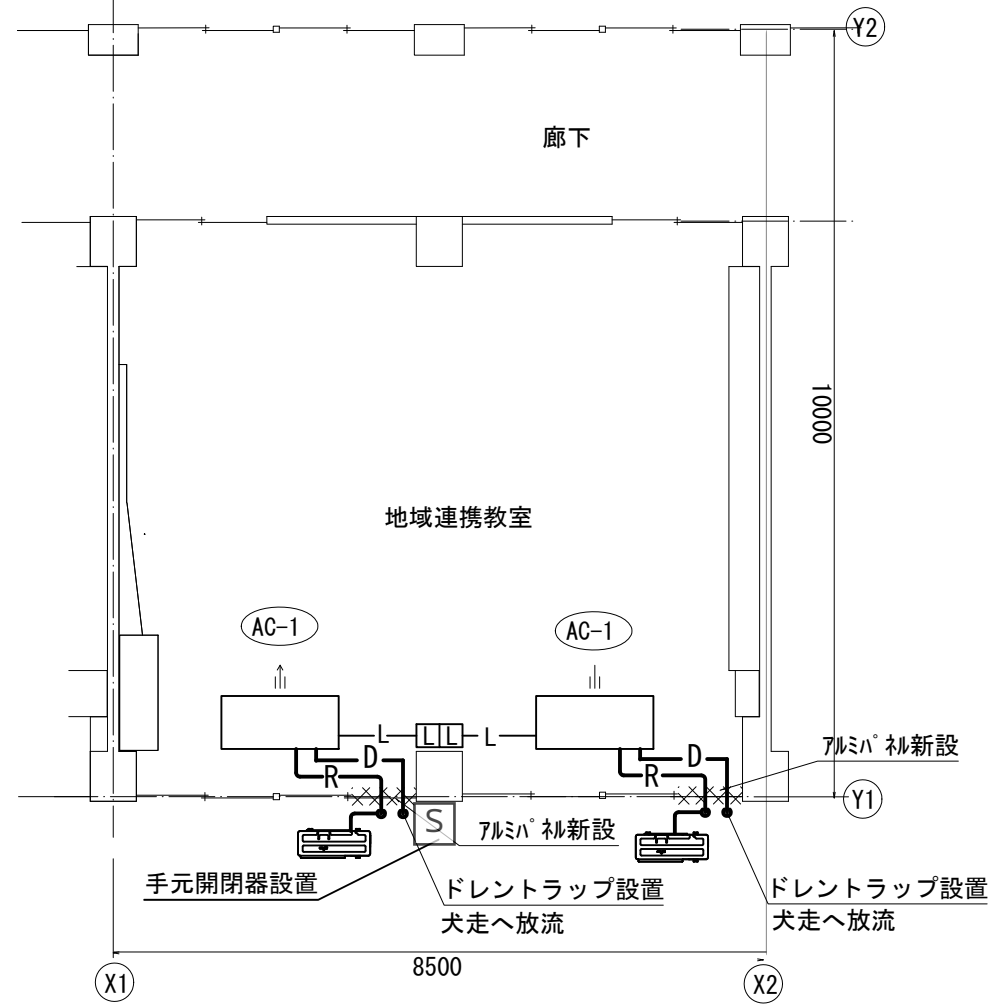 Y2
廊下
10000
地域連携教室
AC-1
AC-1
L
L
L
L
D
D
R
R
ｱﾙﾐﾊﾟﾈﾙ新設
Y1
S
ｱﾙﾐﾊﾟﾈﾙ新設
手元開閉器設置
ドレントラップ設置
犬走へ放流
ドレントラップ設置
犬走へ放流
8500
X1
X2